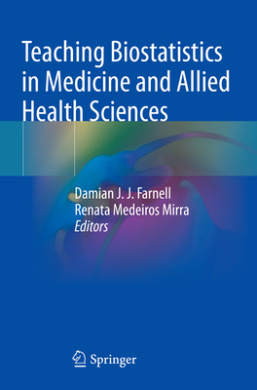 Teaching Biostatistics
in Medicine and Allied
Health Sciences
Damian J. J. Farnell
Renata Medeiros Mirra
Editors
Springer